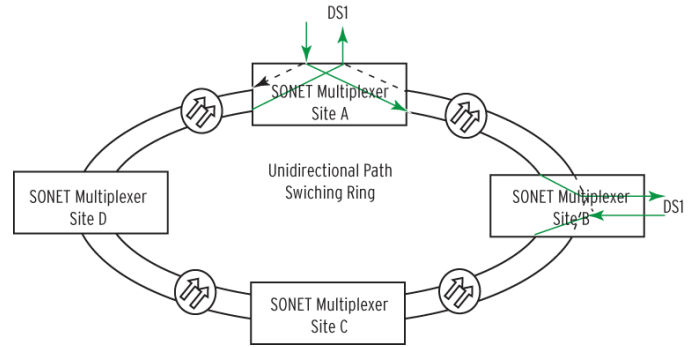 DS1
SONET Multiplexer
Site A
Unidirectional Path
Swiching Ring
SONET Multiplexer
Site D
SONET Multiplexer
Site B
DS1
SONET Multiplexer
Site C